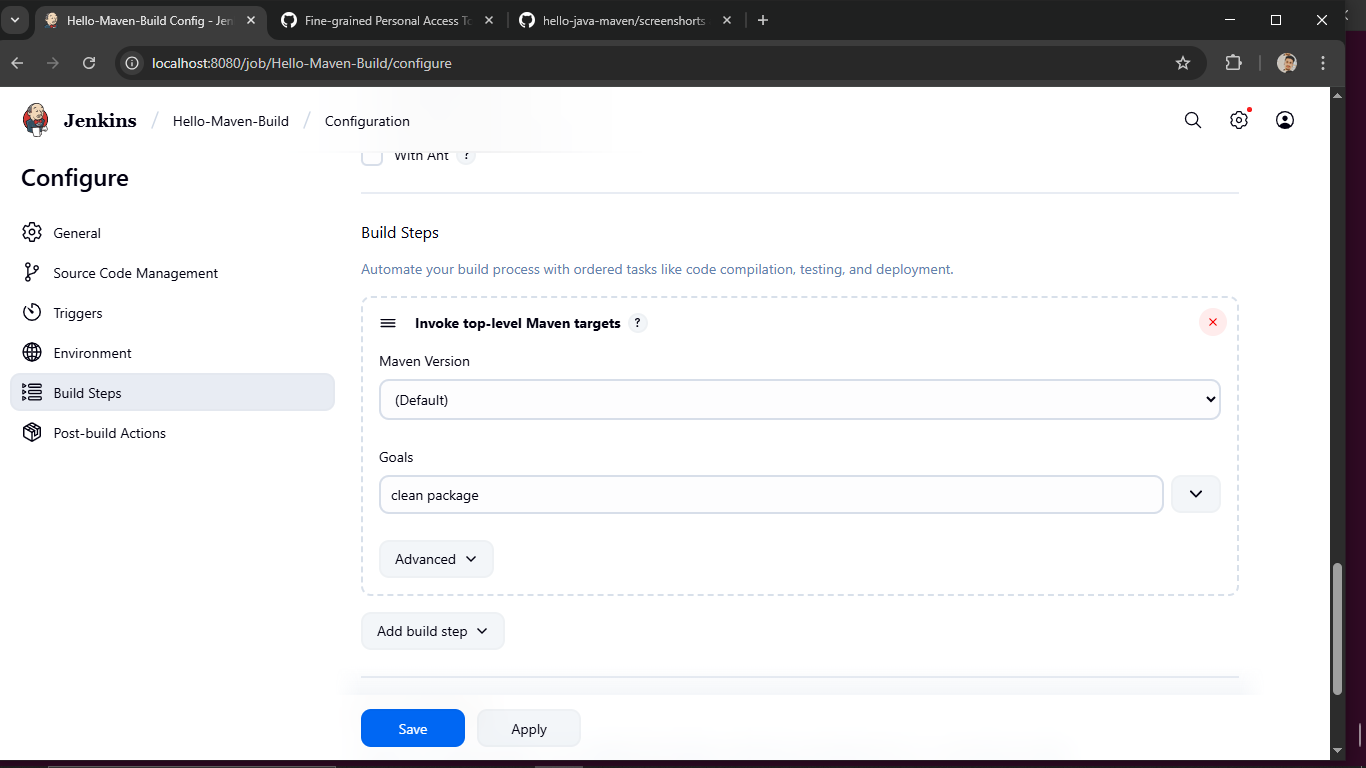 Hello-Maven-Build Config - Jen
Fine-grained Personal Access To
hello-java-maven/screenshorts
localhost:8080/job/Hello-Maven-Build/configure
Jenkins / Hello-Maven-Build / Configuration
With Ant ?
Configure
General
Source Code Management
Triggers
Environment
Build Steps
Post-build Actions
Build Steps
Automate your build process with ordered tasks like code compilation, testing, and deployment.
Invoke top-level Maven targets ?
Maven Version
(Default)
Goals
clean package
Advanced
Add build step
Save
Apply